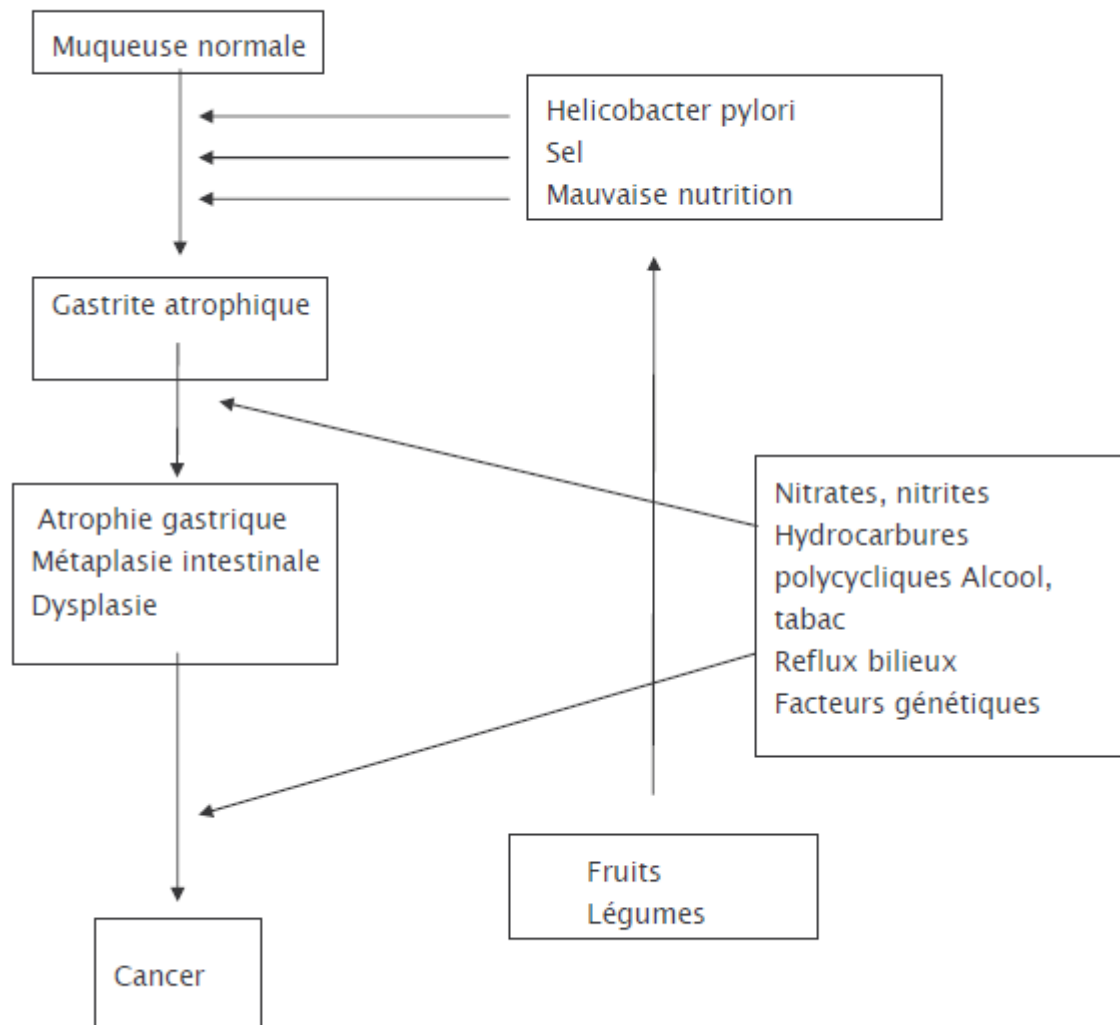 Muqueuse normale
Helicobacter pylori
Sel
Mauvaise nutrition
Gastrite atrophique
Nitrates, nitrites
Hydrocarbures
polycycliques Alcool,
tabac
Reflux bilieux
Facteurs génétiques
Atrophie gastrique
Métaplasie intestinale
Dysplasie
Fruits
Légumes
Cancer